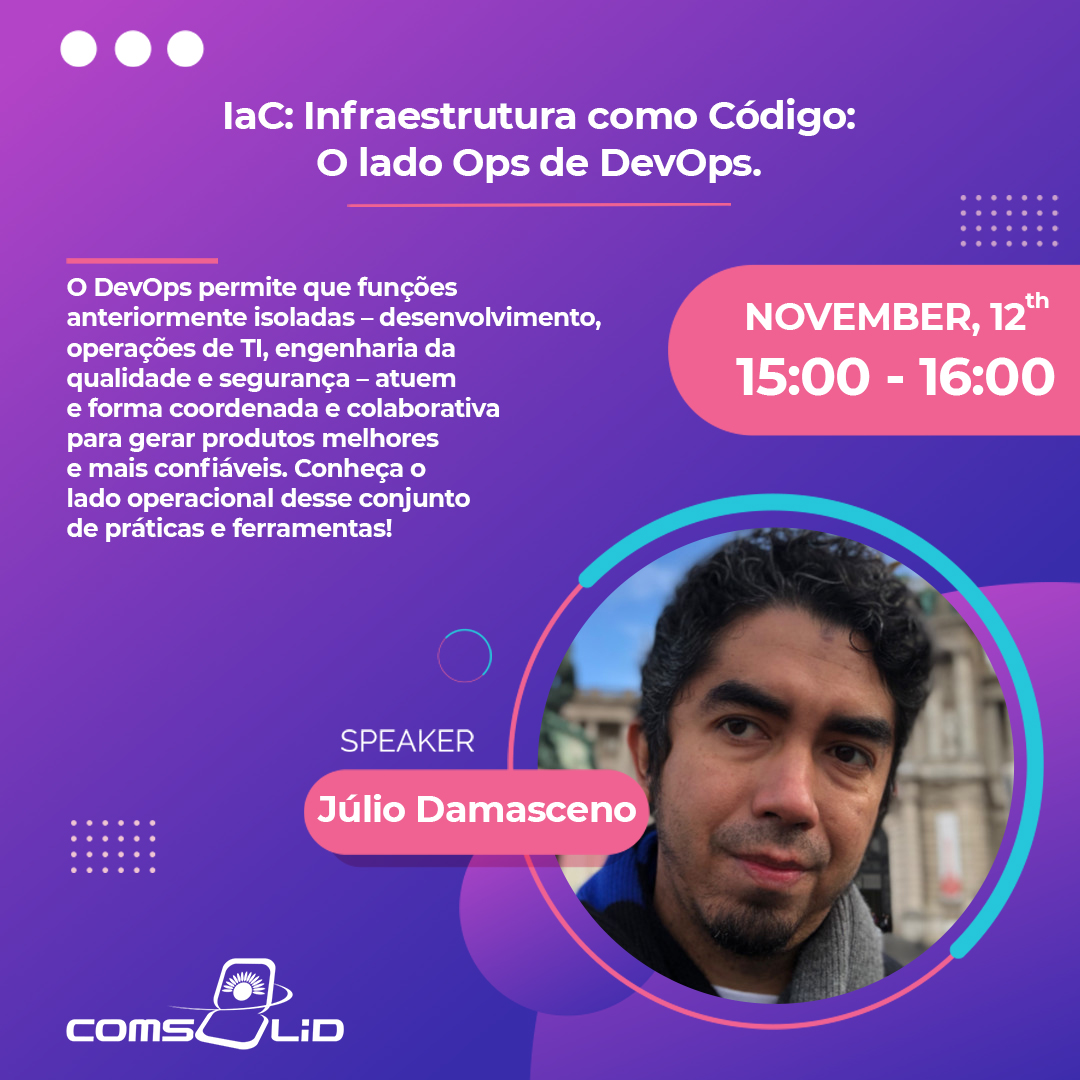 IaC: Infraestrutura como Código:
O lado Ops de DevOps.
O DevOps permite que funções
anteriormente isoladas – desenvolvimento,
operações de TI, engenharia da
qualidade e segurança – atuem
e forma coordenada e colaborativa
para gerar produtos melhores
e mais confiáveis. Conheça o
lado operacional desse conjunto
de práticas e ferramentas!
NOVEMBER, 12th
15:00 - 16:00
SPEAKER
Júlio Damasceno
COMSOLiD